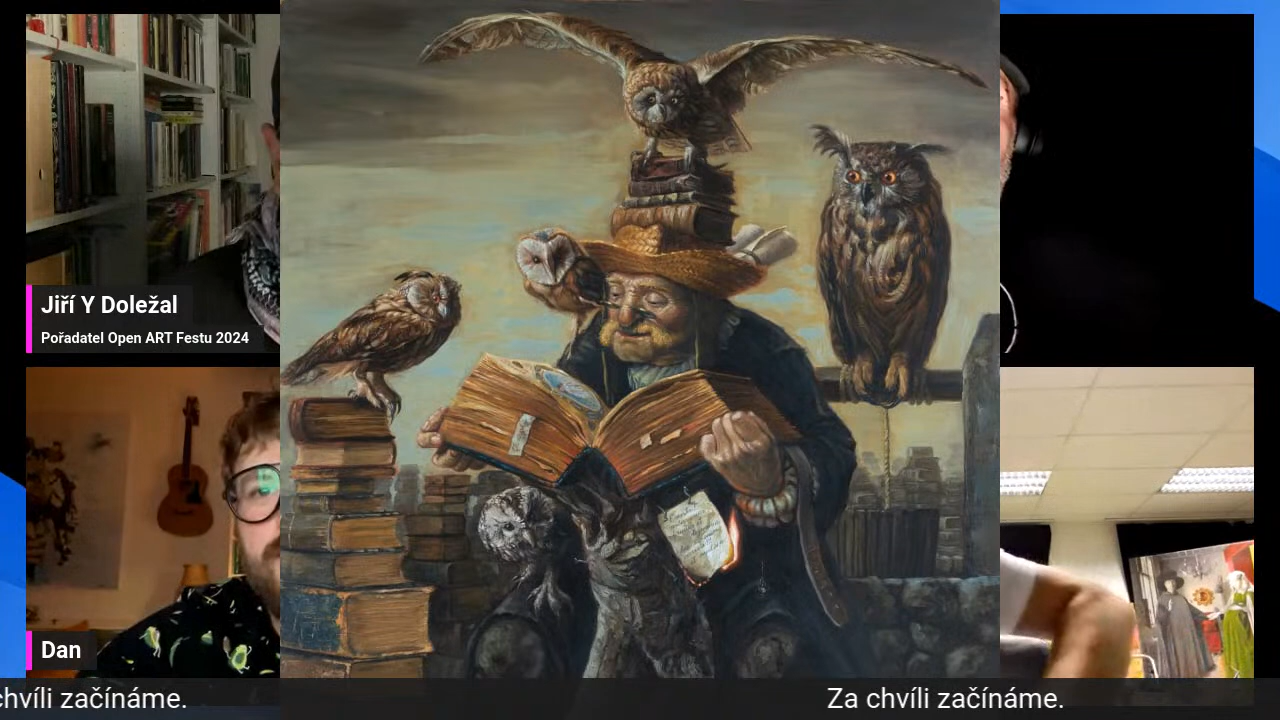 Jiří Y Doležal
Pořadatel Open ART Festu 2024
Dan
chvíli začínáme.
Za chvíli začínáme.